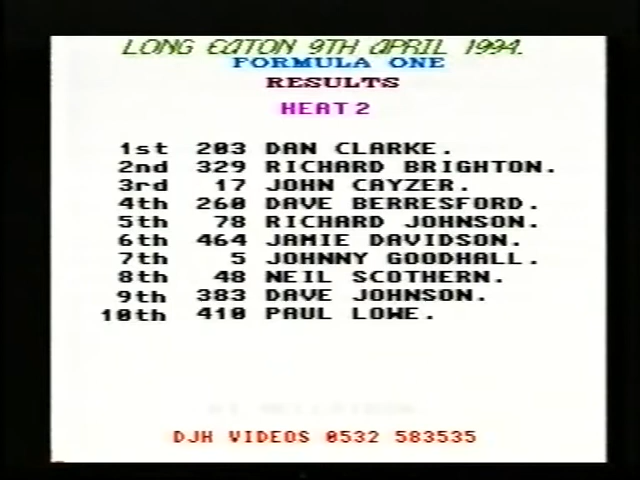 LONG EATON 9TH APRIL 1994.
FORMULA ONE
RESULTS
HEAT 2
1st 203 DAN CLARKE.
2nd 329 RICHARD BRIGHTON.
3rd 17 JOHN CAYZER.
4th 260 DAVE BERRESFORD.
5th 78 RICHARD JOHNSON.
6th 464 JAMIE DAVIDSON.
7th 5 JOHNNY GOODHALL.
8th 48 NEIL SCOTHERN.
9th 383 DAVE JOHNSON.
10th 410 PAUL LOWE.
DJH VIDEOS 0532 583535